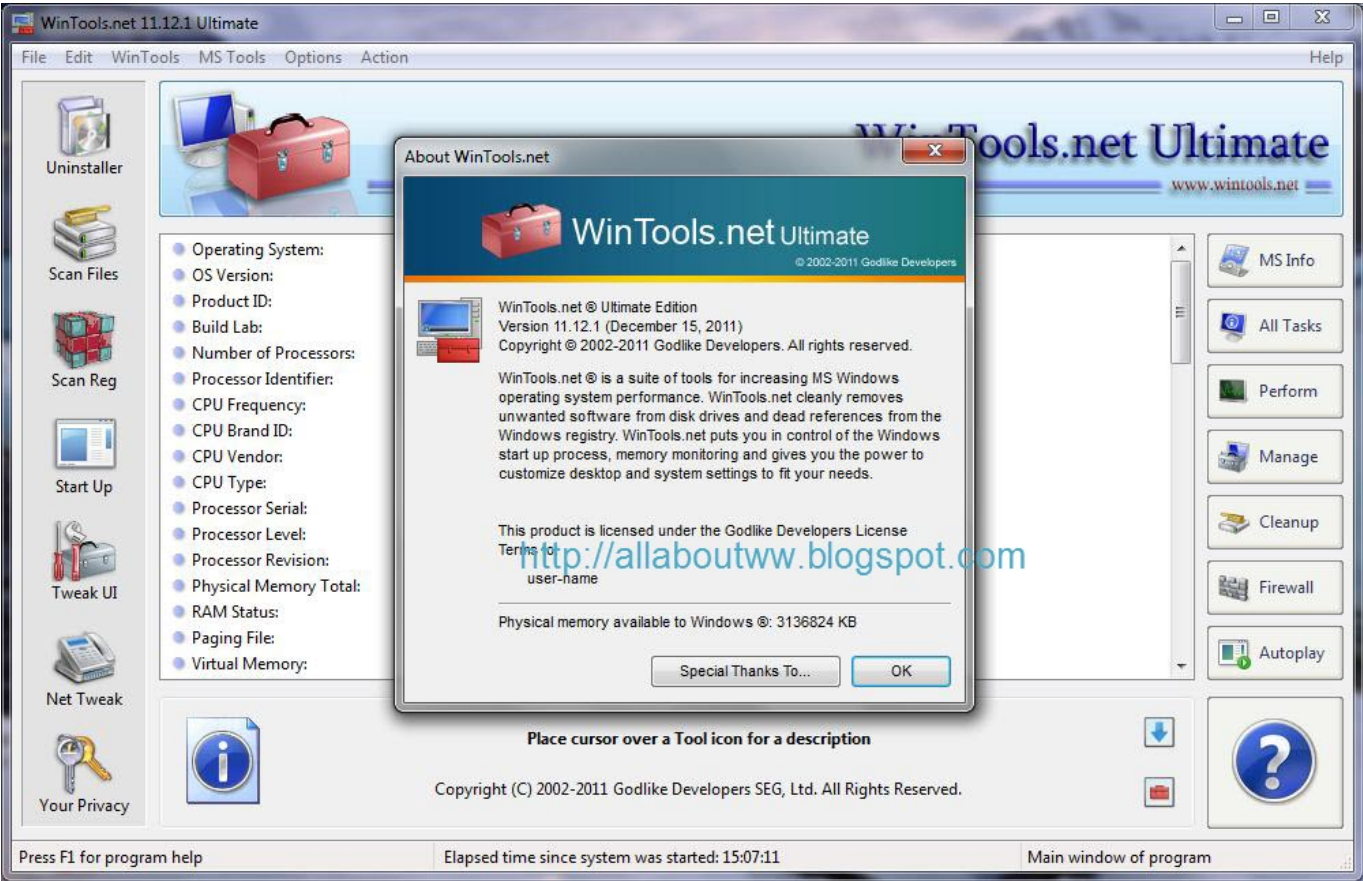 WinTools.net 11.12.1 Ultimate
File Edit WinTools MS Tools Options Action Help
Uninstaller
Scan Files
Scan Reg
Start Up
Tweak UI
Net Tweak
Your Privacy
WinTools.net Ultimate
www.wintools.net
Operating System:
OS Version:
Product ID:
Build Lab:
Number of Processors:
Processor Identifier:
CPU Frequency:
CPU Brand ID:
CPU Vendor:
CPU Type:
Processor Serial:
Processor Level:
Processor Revision:
Physical Memory Total:
RAM Status:
Paging File:
Virtual Memory:
About WinTools.net
WinTools.net Ultimate
© 2002-2011 Godlike Developers
WinTools.net ® Ultimate Edition
Version 11.12.1 (December 15, 2011)
Copyright © 2002-2011 Godlike Developers. All rights reserved.
WinTools.net ® is a suite of tools for increasing MS Windows
operating system performance. WinTools.net cleanly removes
unwanted software from disk drives and dead references from the
Windows registry. WinTools.net puts you in control of the Windows
start up process, memory monitoring and gives you the power to
customize desktop and system settings to fit your needs.
This product is licensed under the Godlike Developers License
Terms for
http://allaboutww.blogspot.com
user-name
Physical memory available to Windows ®: 3136824 KB
Special Thanks To...
OK
MS Info
All Tasks
Perform
Manage
Cleanup
Firewall
Autoplay
Place cursor over a Tool icon for a description
Copyright (C) 2002-2011 Godlike Developers SEG, Ltd. All Rights Reserved.
Press F1 for program help
Elapsed time since system was started: 15:07:11
Main window of program